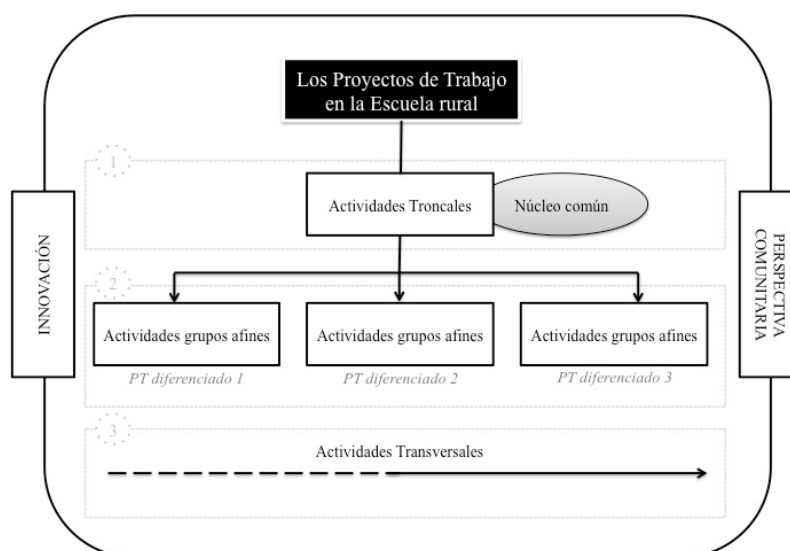 Los Proyectos de Trabajo
en la Escuela rural
1
Actividades Troncales
Núcleo común
INNOVACIÓN
PERSPECTIVA
COMUNITARIA
2
Actividades grupos afines
Actividades grupos afines
Actividades grupos afines
PT diferenciado 1
PT diferenciado 2
PT diferenciado 3
3
Actividades Transversales